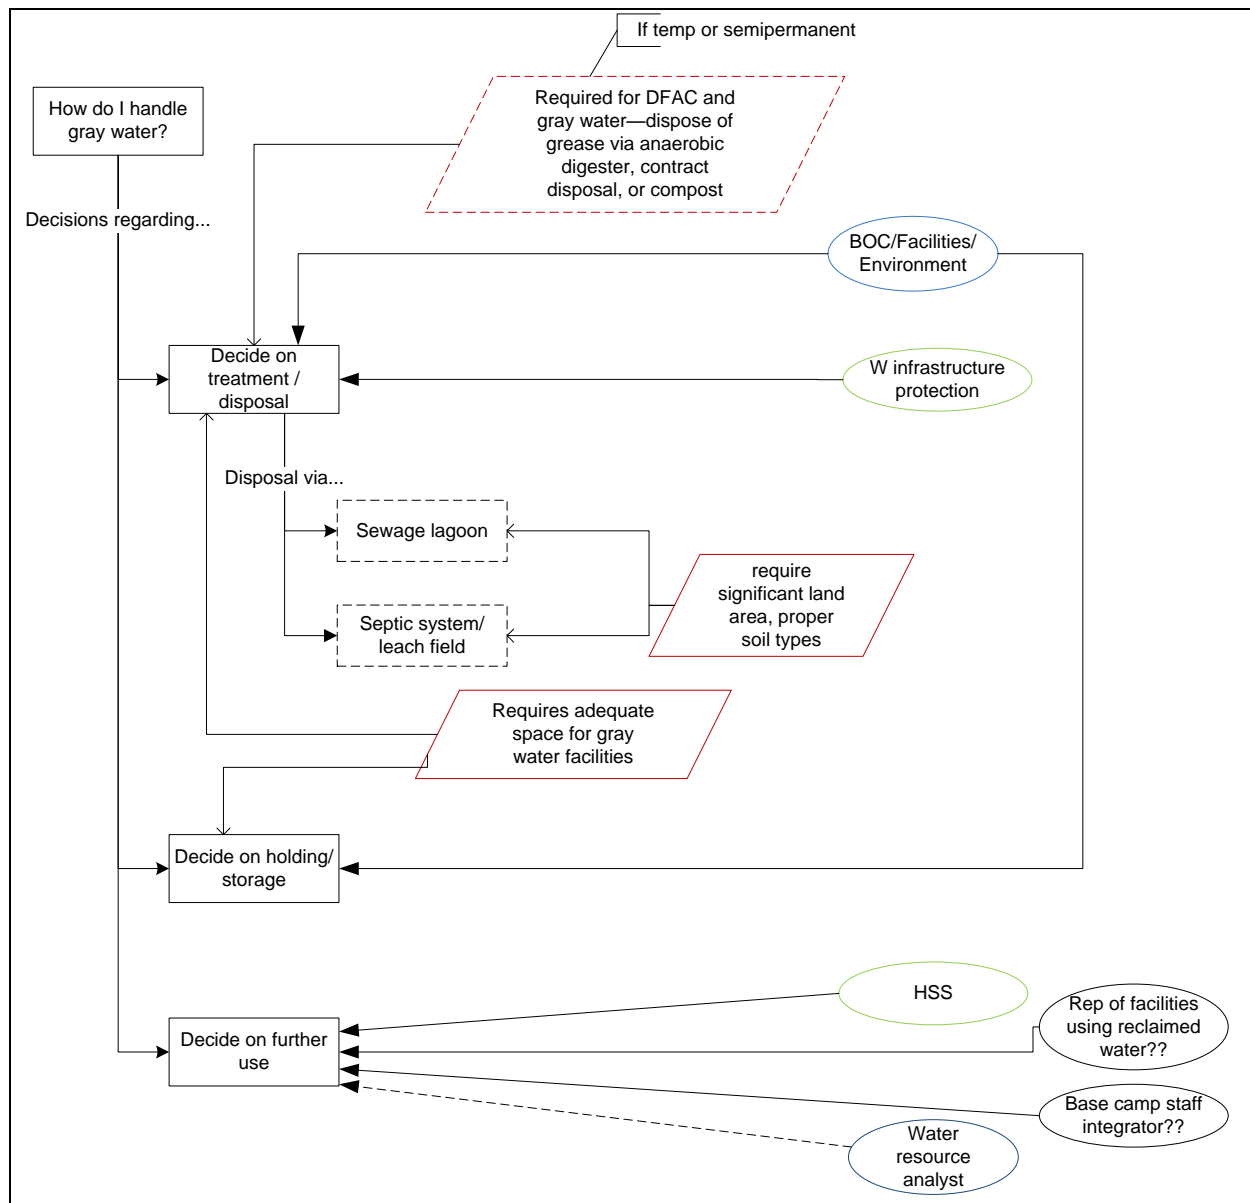 If temp or semipermanent
How do I handle
gray water?
Required for DFAC and
gray water—dispose of
grease via anaerobic
digester, contract
disposal, or compost
Decisions regarding...
BOC/Facilities/
Environment
Decide on
treatment /
disposal
W infrastructure
protection
Disposal via...
Sewage lagoon
require
significant land
area, proper
soil types
Septic system/
leach field
Requires adequate
space for gray
water facilities
Decide on holding/
storage
HSS
Rep of facilities
using reclaimed
water??
Decide on further
use
Base camp staff
integrator??
Water
resource
analyst